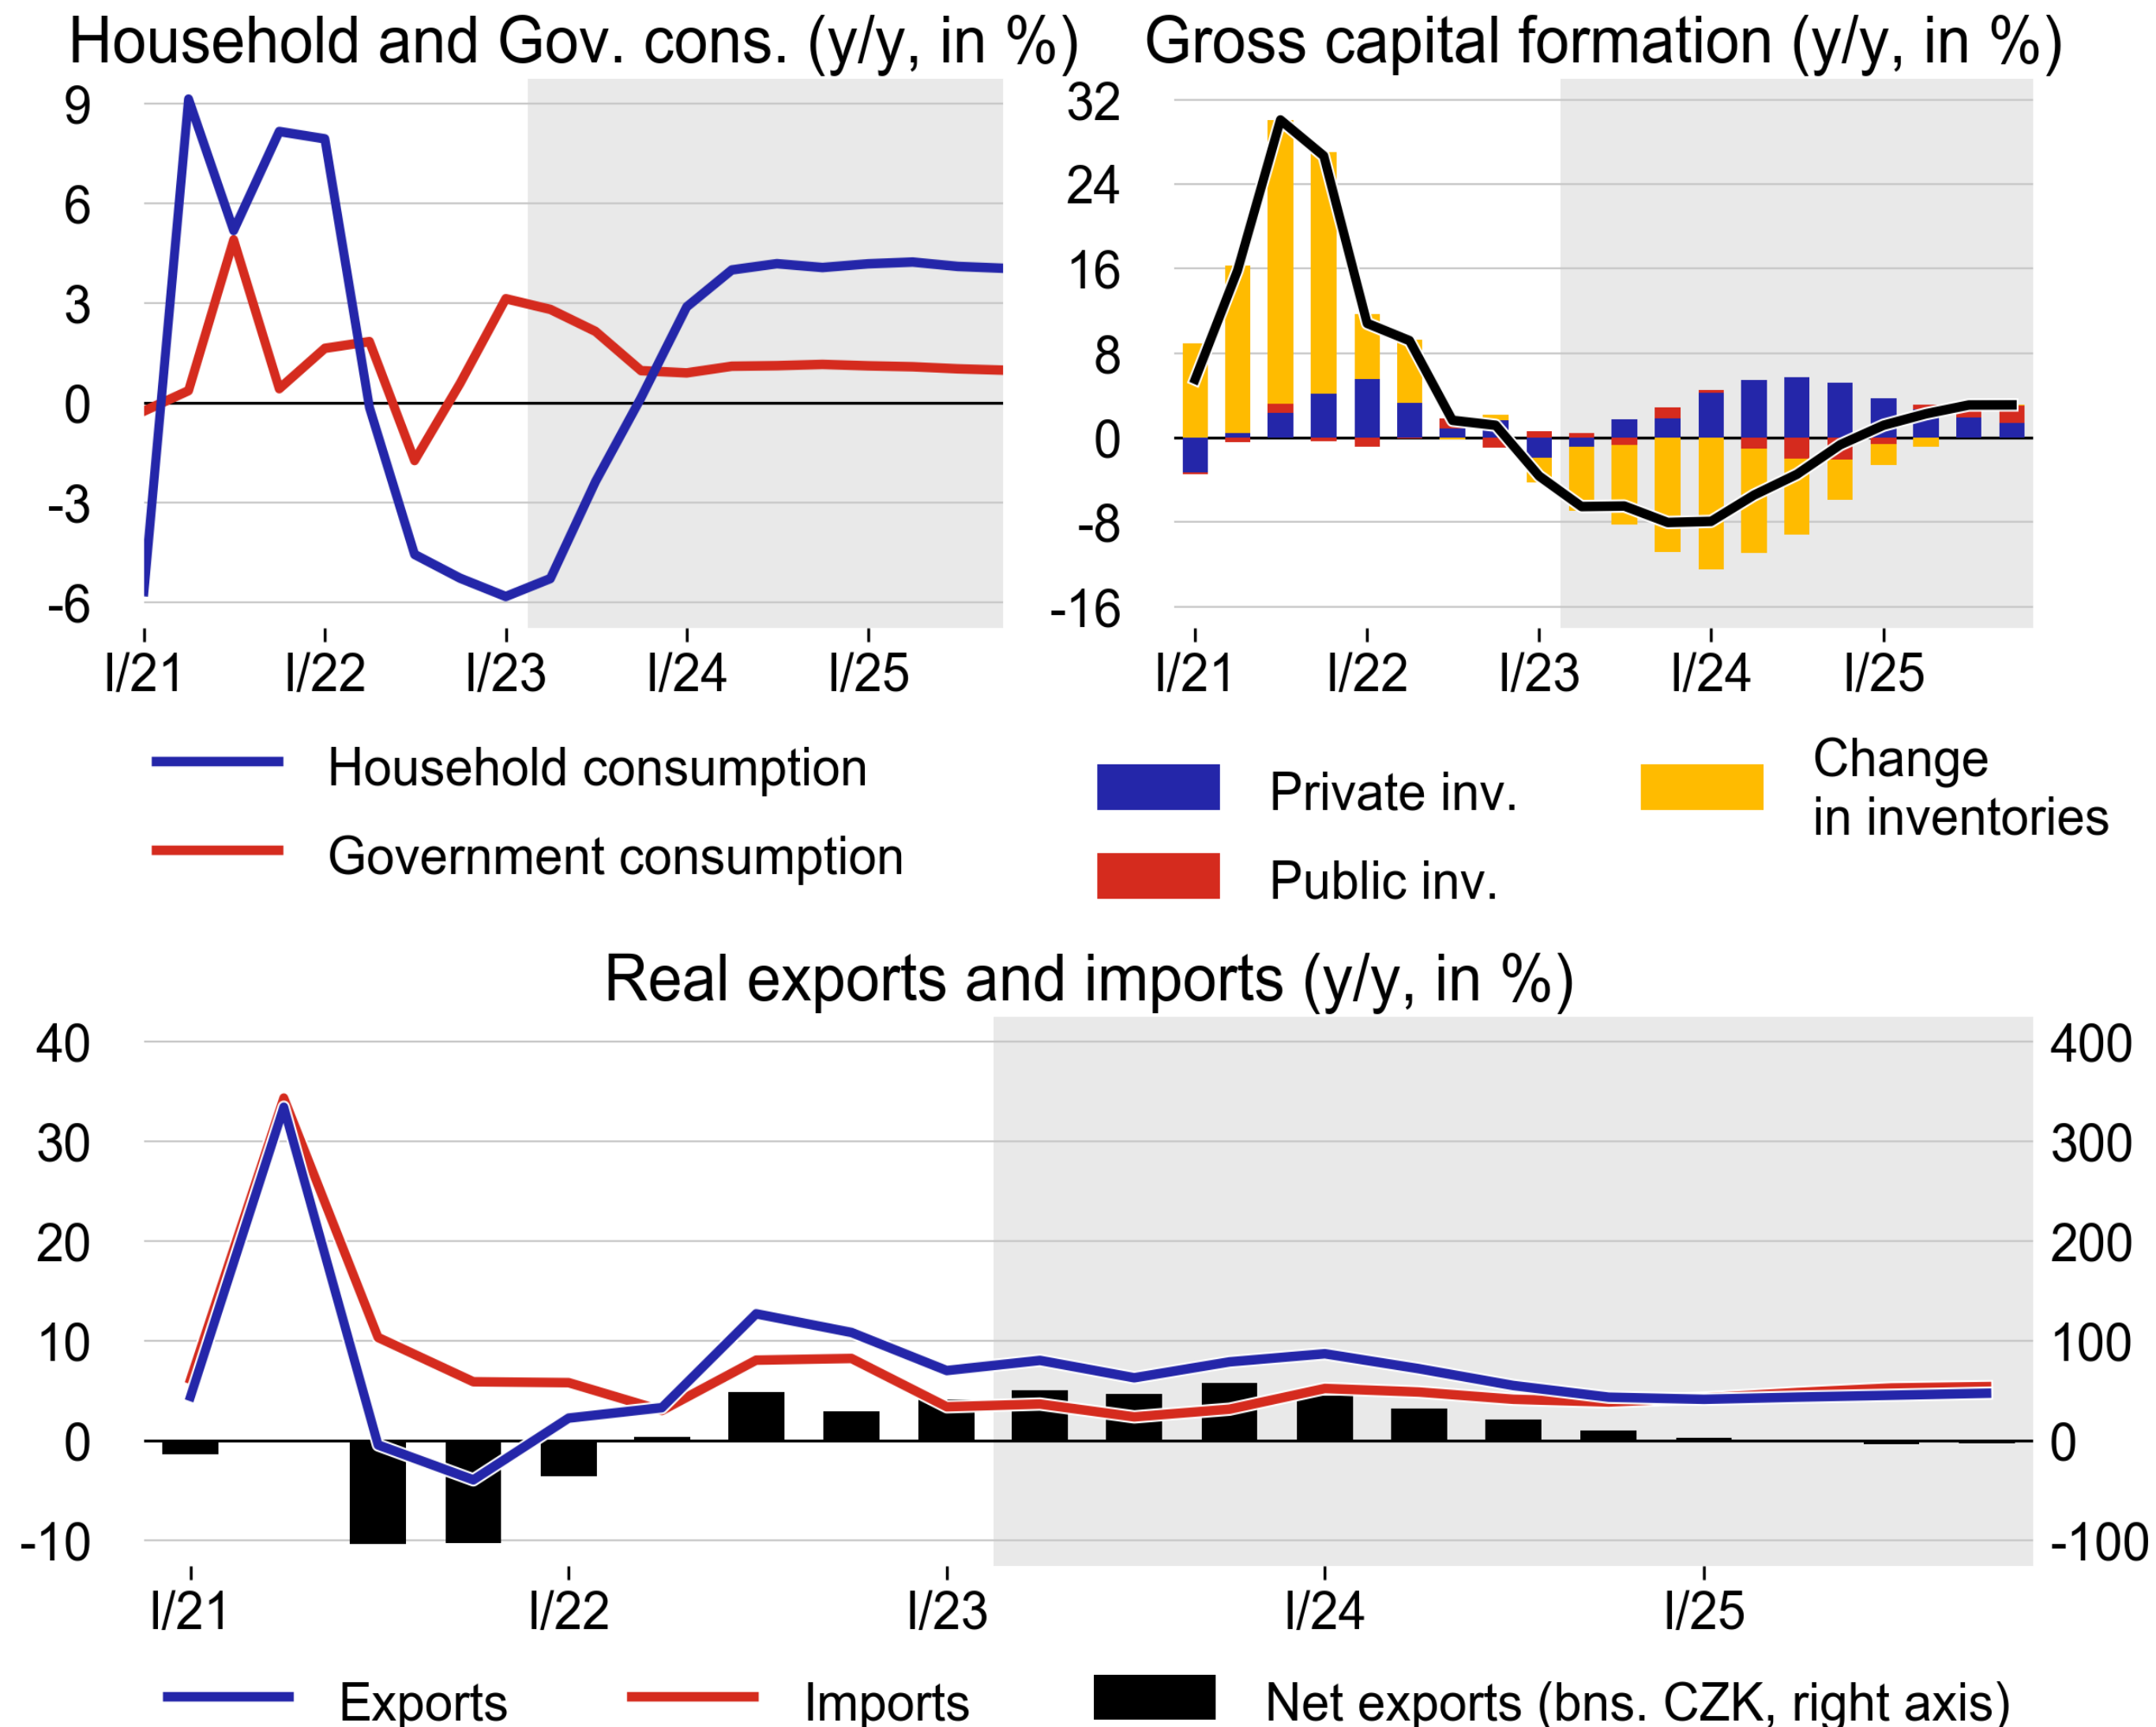 Household and Gov. cons. (y/y, in %)
9
6
3
0
-3
-6
I/21 I/22 I/23 I/24 I/25
Household consumption
Government consumption
Gross capital formation (y/y, in %)
32
24
16
8
0
-8
-16
I/21 I/22 I/23 I/24 I/25
Private inv.
Public inv.
Change
in inventories
Real exports and imports (y/y, in %)
40 400
30 300
20 200
10 100
0 0
-10 -100
I/21 I/22 I/23 I/24 I/25
Exports Imports Net exports (bns. CZK, right axis)